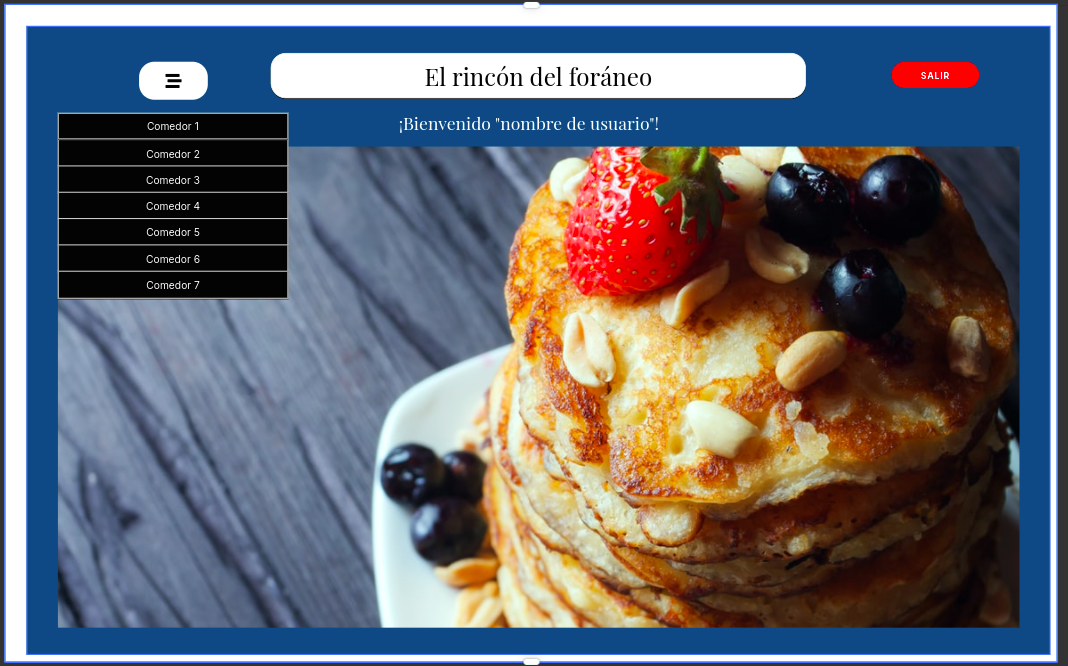 El rincón del foráneo
SALIR
¡Bienvenido "nombre de usuario"!
Comedor 1
Comedor 2
Comedor 3
Comedor 4
Comedor 5
Comedor 6
Comedor 7